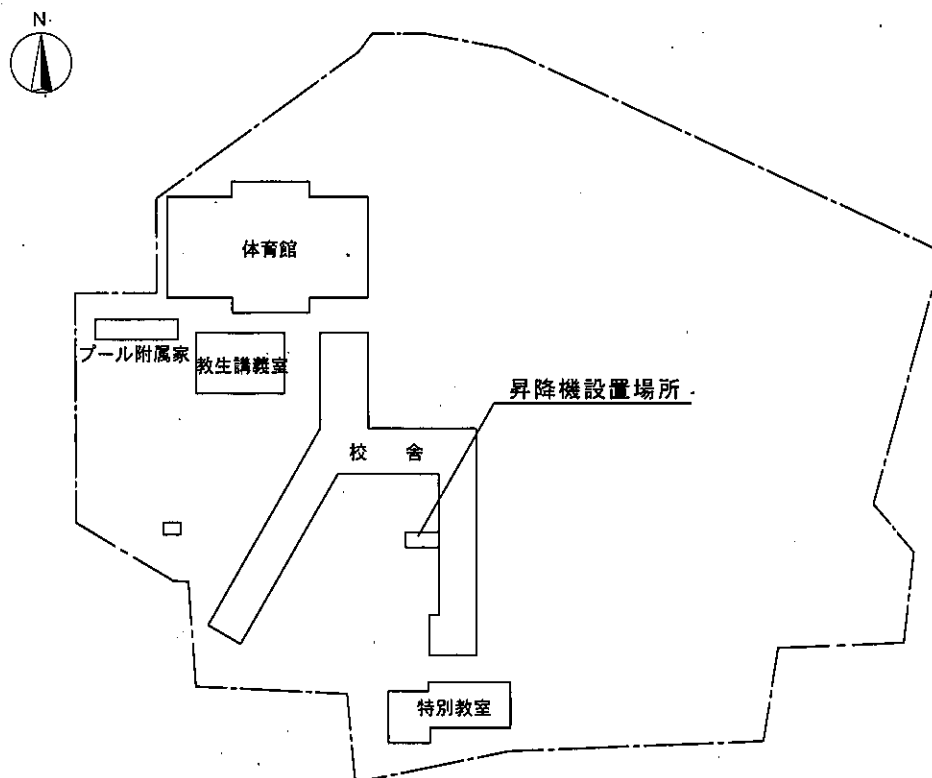 N
体育館
プール附属家
教生講義室
昇降機設置場所
校舎
特別教室